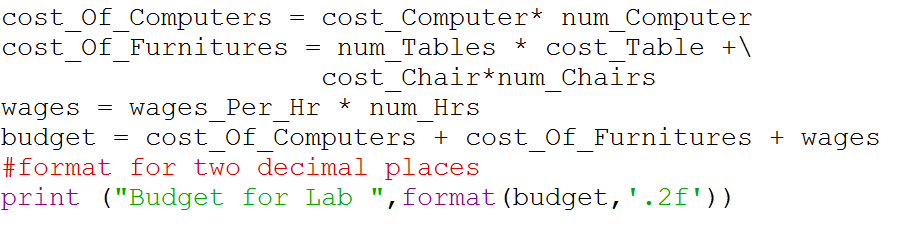 cost_Of_Computers = cost_Computer* num_Computer
cost_Of_Furnitures = num_Tables * cost_Table +\
cost_Chair*num_Chairs
wages = wages_Per_Hr * num_Hrs
budget = cost_Of_Computers + cost_Of_Furnitures + wages
#format for two decimal places
print ("Budget for Lab ",format(budget,'.2f'))